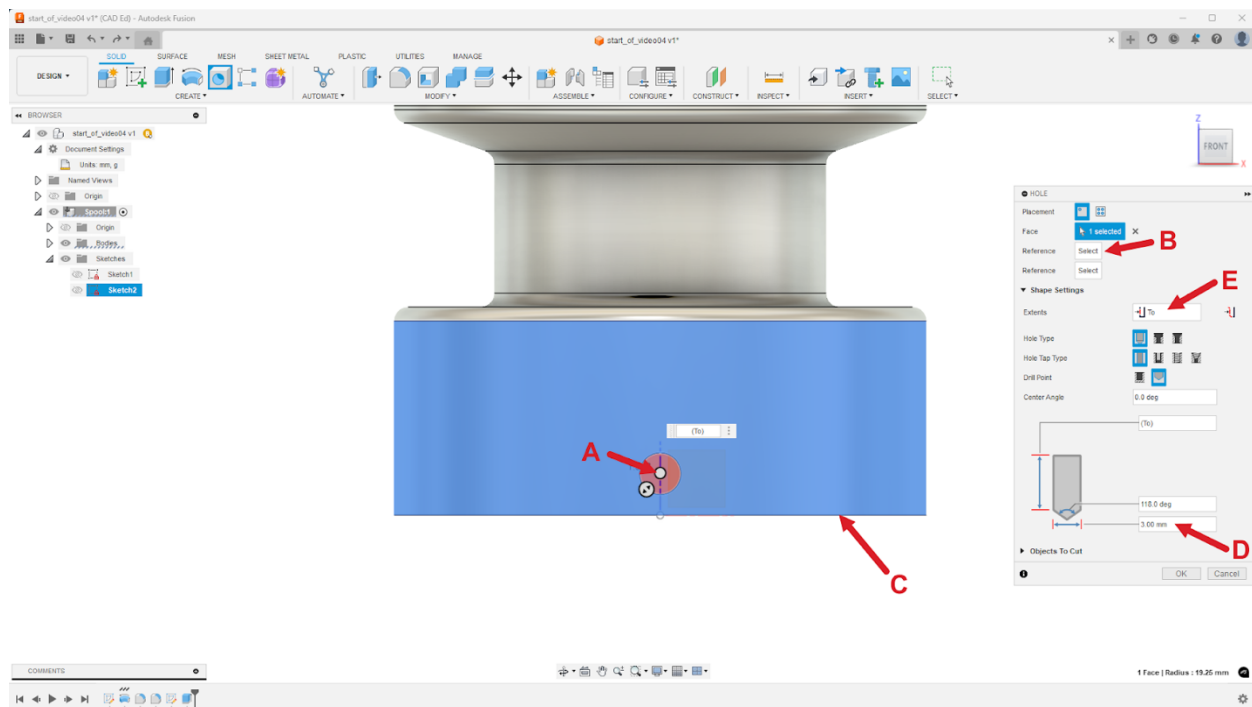 start_of_video04 v1* (CAD Ed) - Autodesk Fusion
start_of_video04 v1*
SOLID SURFACE MESH SHEET METAL PLASTIC UTILITIES MANAGE
DESIGN
CREATE AUTOMATE MODIFY ASSEMBLE CONFIGURE CONSTRUCT INSPECT INSERT SELECT
BROWSER
start_of_video04 v1
Document Settings
Units: mm, g
Named Views
Origin
Spool:1
Origin
Bodies
Sketches
Sketch1
Sketch2
Z
FRONT
X
HOLE
Placement
Face 1 selected
B
Reference Select
Reference Select
Shape Settings
E
Extents To
Hole Type
Hole Tap Type
Drill Point
Center Angle 0.0 deg
(To)
118.0 deg
3.00 mm
D
Objects To Cut
OK Cancel
(To)
A
C
COMMENTS
1 Face | Radius : 19.25 mm